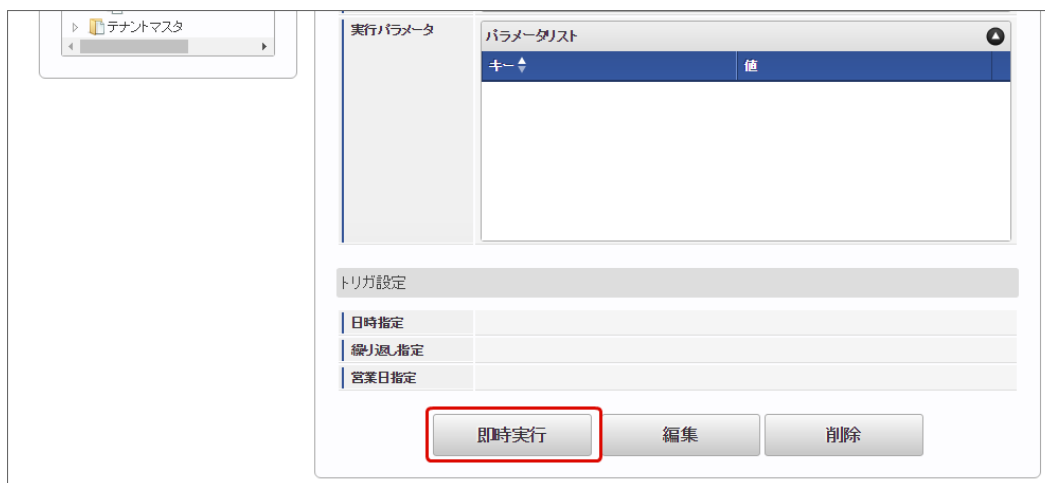 テナントマスタ
実行パラメータ
パラメータリスト
キー
値
トリガ設定
日時指定
繰り返し指定
営業日指定
即時実行
編集
削除